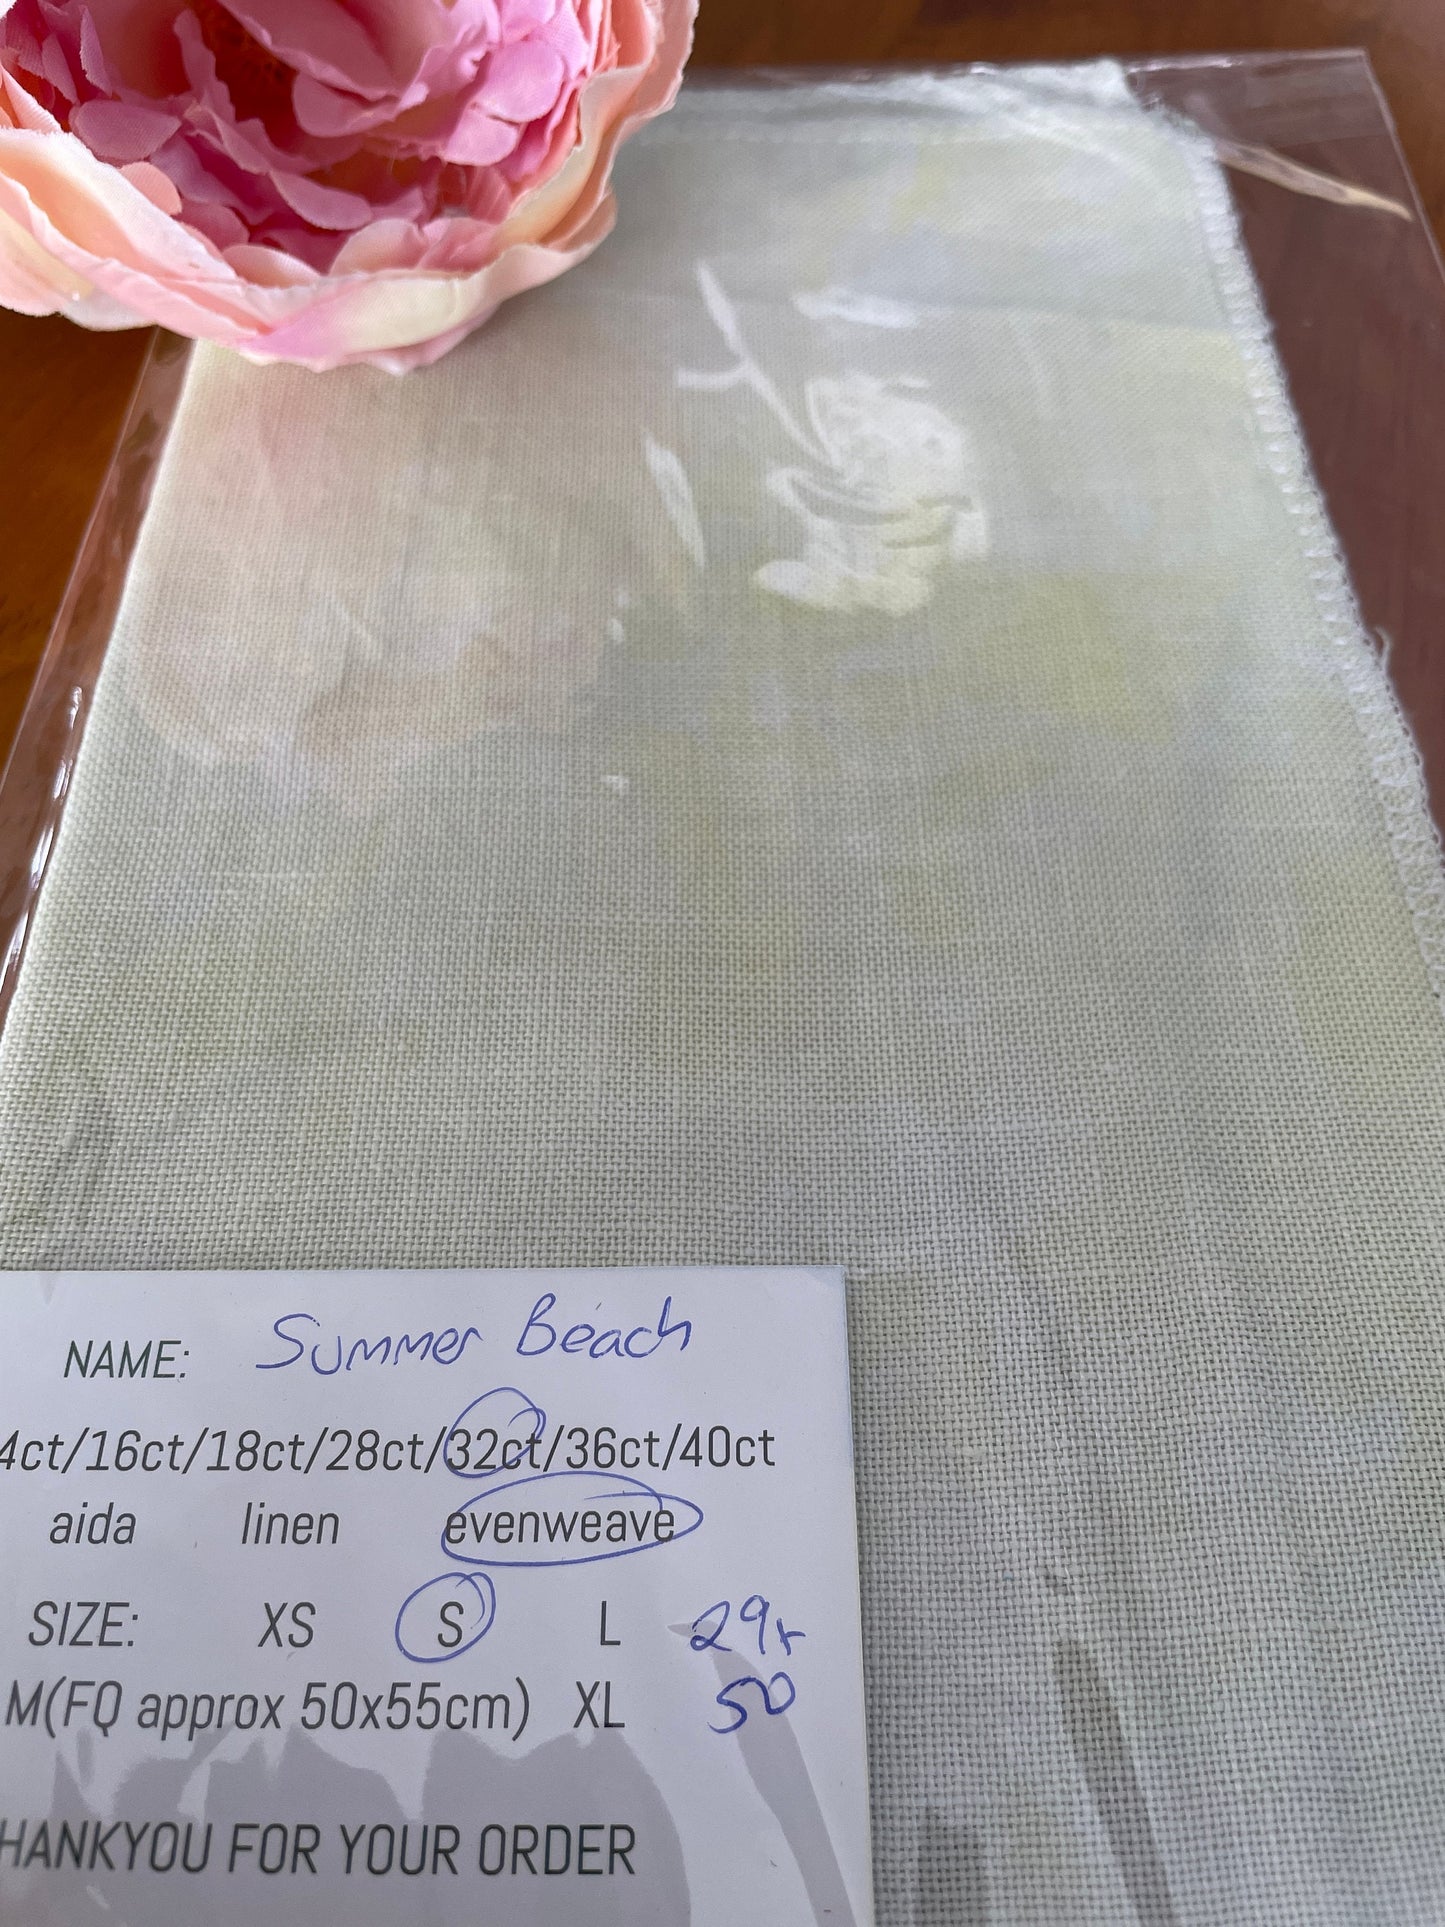 NAME: Summer Beach
4ct/16ct/18ct/28ct/32ct/36ct/40ct
aida linen evenweave
SIZE: XS S L 29x
M(FQ approx 50x55cm) XL 50
HANKYOU FOR YOUR ORDER